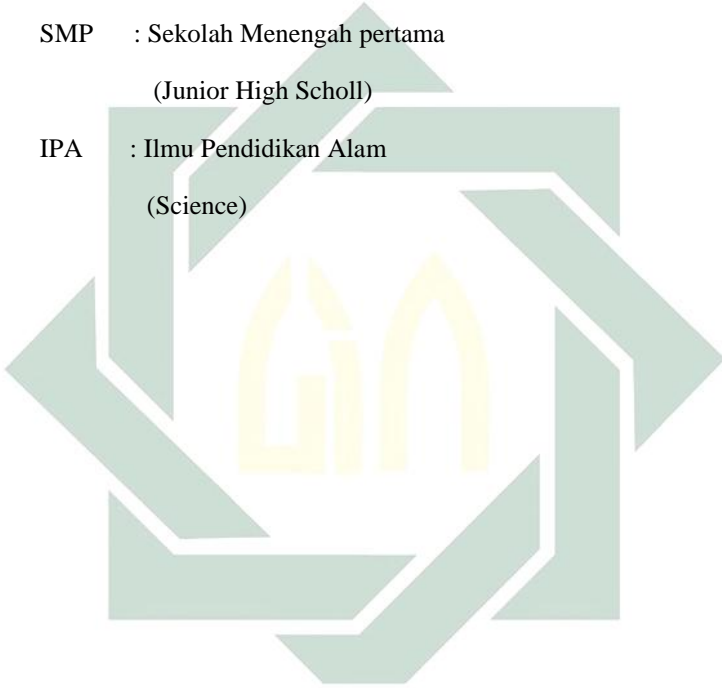 SMP : Sekolah Menengah pertama
(Junior High Scholl)
IPA : Ilmu Pendidikan Alam
(Science)